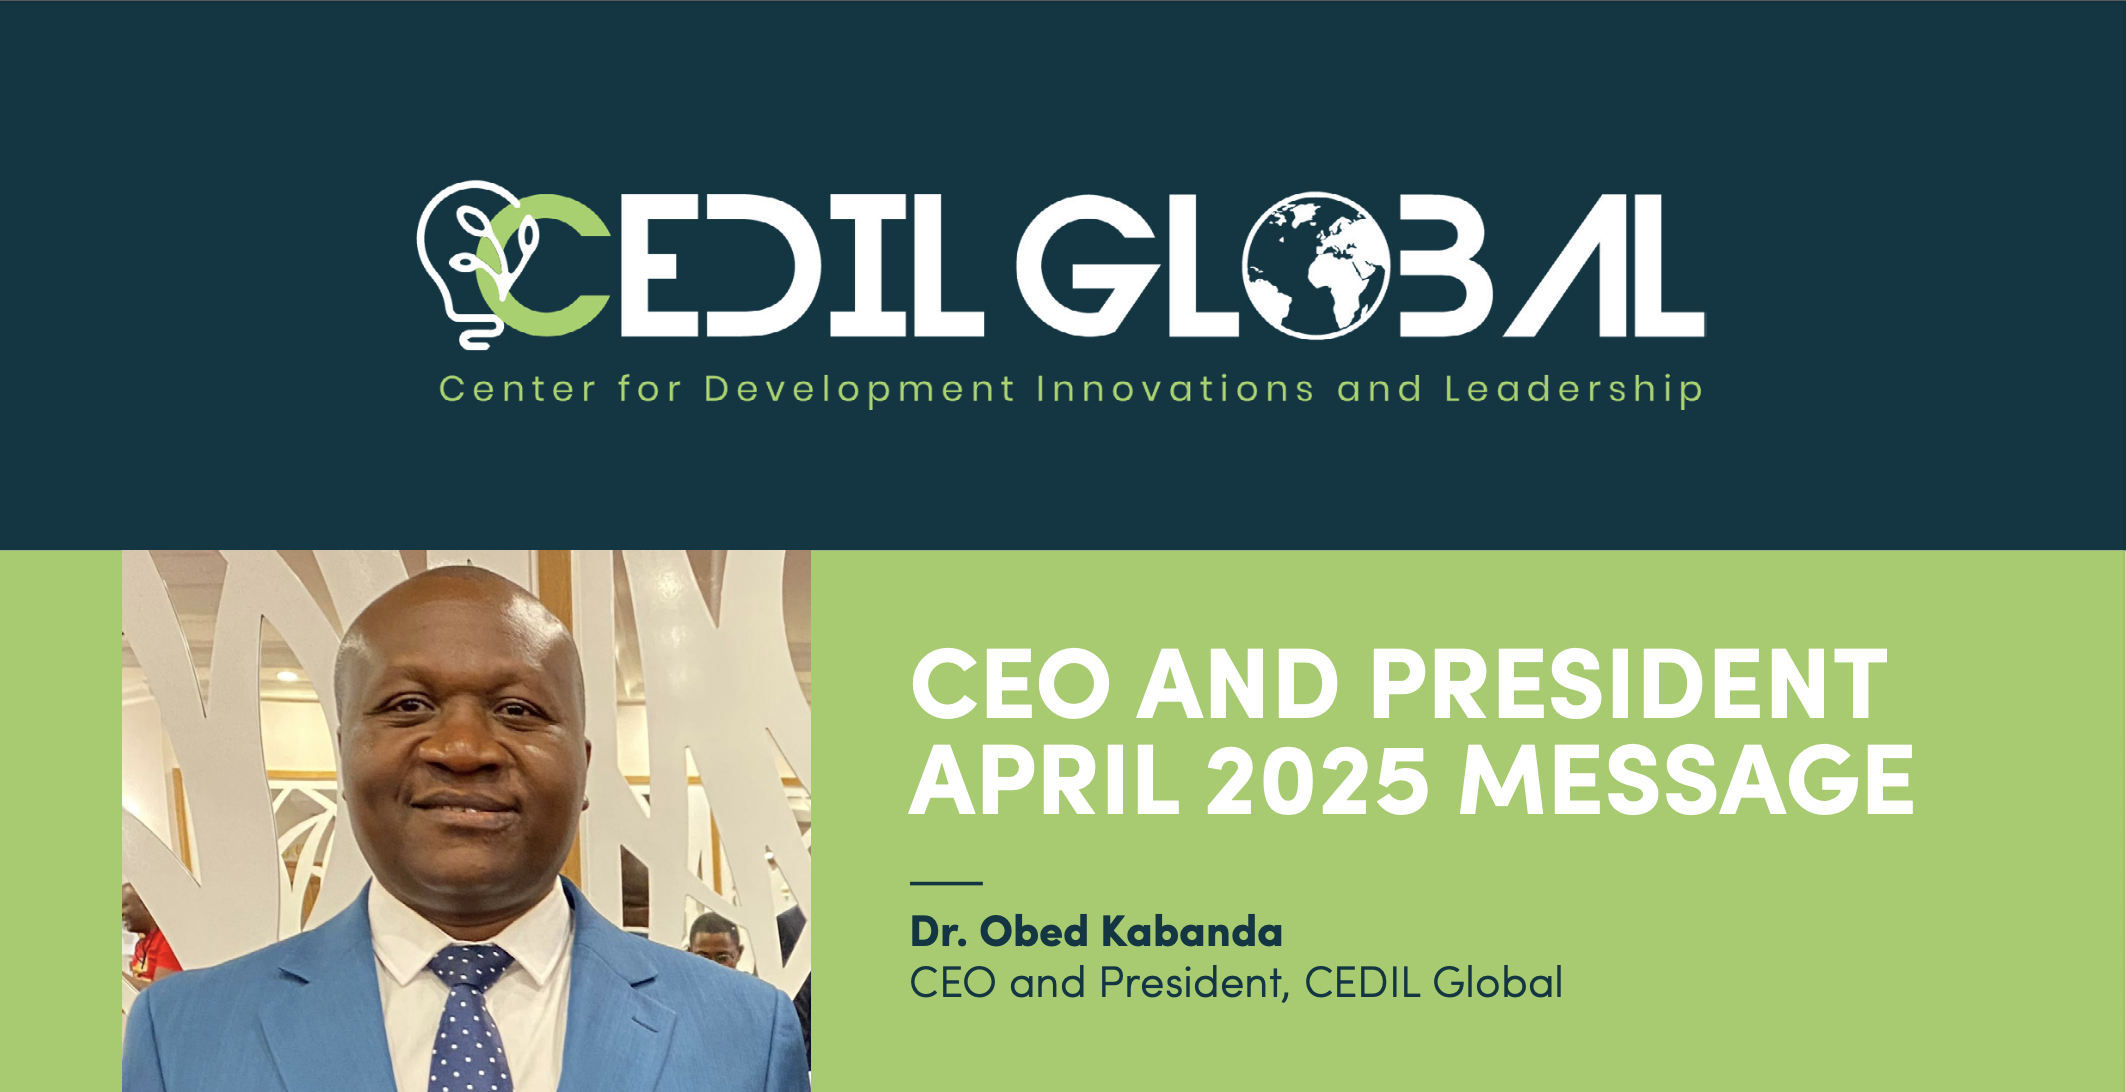 CEDIL GLOBAL
Center for Development Innovations and Leadership
CEO AND PRESIDENT
APRIL 2025 MESSAGE
Dr. Obed Kabanda
CEO and President, CEDIL Global